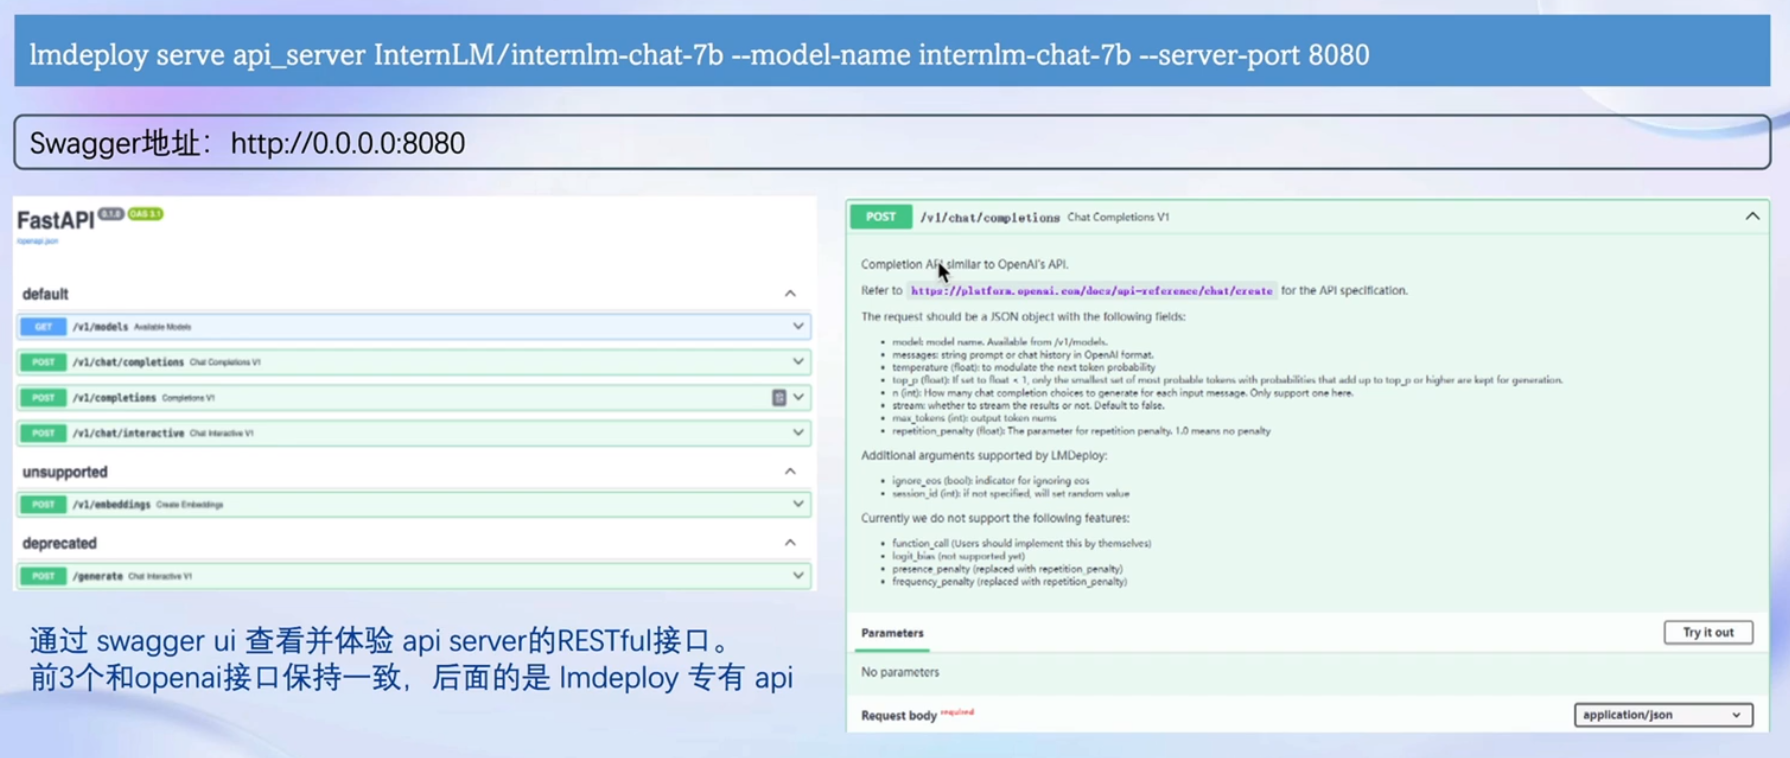 lmdeploy serve api_server InternLM/internlm-chat-7b --model-name internlm-chat-7b --server-port 8080
Swagger地址：http://0.0.0.0:8080
FastAPI 0.1.0 OAS 3.1
/openapi.json
default
GET /v1/models Available Models
POST /v1/chat/completions Chat Completions V1
POST /v1/completions Completions V1
POST /v1/chat/interactive Chat Interactive V1
unsupported
POST /v1/embeddings Create Embeddings
deprecated
POST /generate Chat Interactive V1
通过 swagger ui 查看并体验 api server的RESTful接口。
前3个和openai接口保持一致，后面的是 lmdeploy 专有 api
POST /v1/chat/completions Chat Completions V1
Completion API similar to OpenAI's API.
Refer to https://platform.openai.com/docs/api-reference/chat/create for the API specification.
The request should be a JSON object with the following fields:
• model: model name. Available from /v1/models.
• messages: string prompt or chat history in OpenAI format.
• temperature (float): to modulate the next token probability
• top_p (float): If set to float < 1, only the smallest set of most probable tokens with probabilities that add up to top_p or higher are kept for generation.
• n (int): How many chat completion choices to generate for each input message. Only support one here.
• stream: whether to stream the results or not. Default to false.
• max_tokens (int): output token nums
• repetition_penalty (float): The parameter for repetition penalty. 1.0 means no penalty
Additional arguments supported by LMDeploy:
• ignore_eos (bool): indicator for ignoring eos
• session_id (int): if not specified, will set random value
Currently we do not support the following features:
• function_call (Users should implement this by themselves)
• logit_bias (not supported yet)
• presence_penalty (replaced with repetition_penalty)
• frequency_penalty (replaced with repetition_penalty)
Parameters
Try it out
No parameters
Request body required
application/json